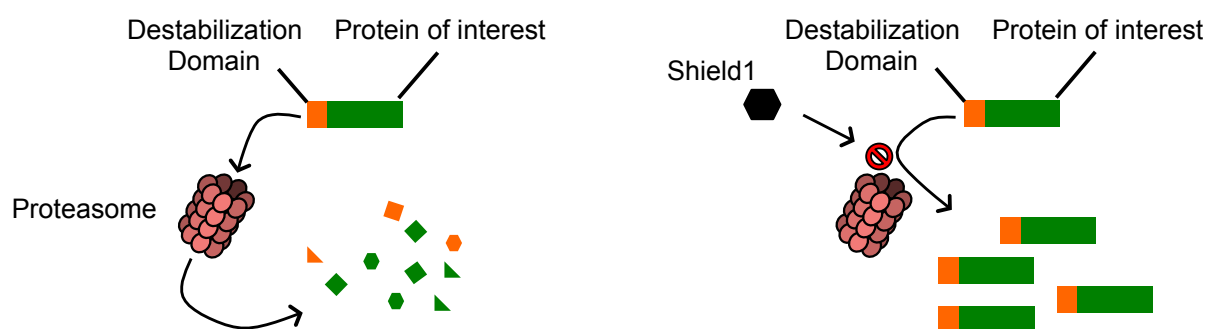 Destabilization
Domain
Protein of interest
Proteasome
Shield1
Destabilization
Domain
Protein of interest